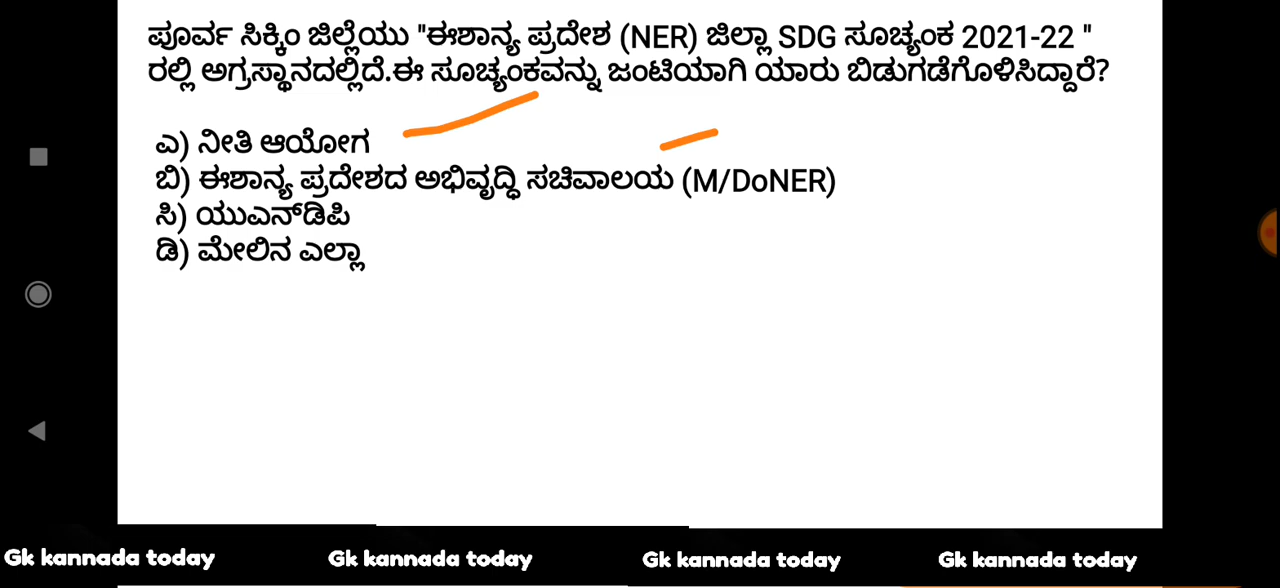 ಪೂರ್ವ ಸಿಕ್ಕಿಂ ಜಿಲ್ಲೆಯು "ಈಶಾನ್ಯ ಪ್ರದೇಶ (NER) ಜಿಲ್ಲಾ SDG ಸೂಚ್ಯಂಕ 2021-22 "
ರಲ್ಲಿ ಅಗ್ರಸ್ಥಾನದಲ್ಲಿದೆ.ಈ ಸೂಚ್ಯಂಕವನ್ನು ಜಂಟಿಯಾಗಿ ಯಾರು ಬಿಡುಗಡೆಗೊಳಿಸಿದ್ದಾರೆ?
ಎ) ನೀತಿ ಆಯೋಗ
ಬಿ) ಈಶಾನ್ಯ ಪ್ರದೇಶದ ಅಭಿವೃದ್ಧಿ ಸಚಿವಾಲಯ (M/DoNER)
ಸಿ) ಯುಎನ್‌ಡಿಪಿ
ಡಿ) ಮೇಲಿನ ಎಲ್ಲಾ
Gk kannada today Gk kannada today Gk kannada today Gk kannada today